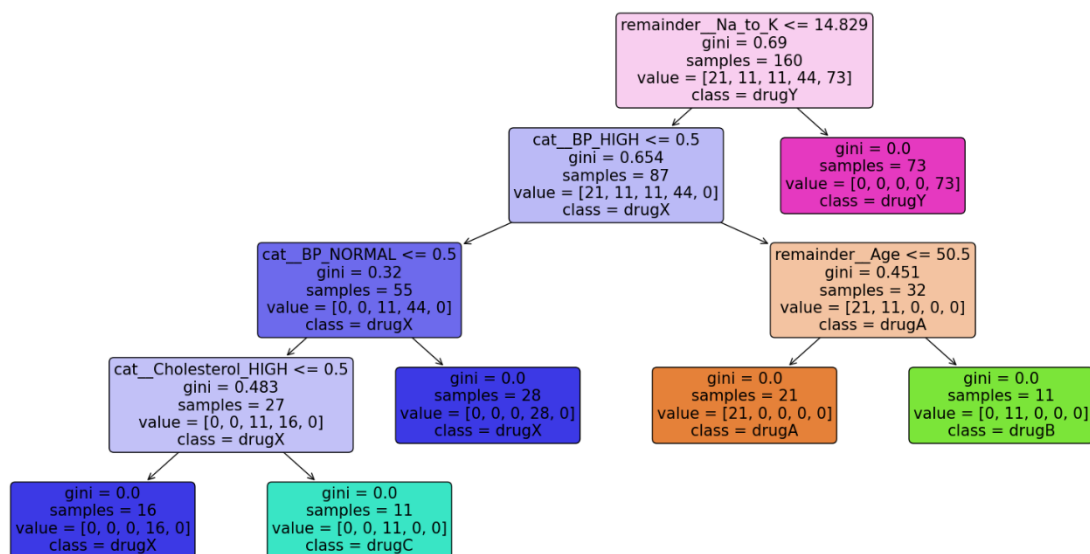 remainder__Na_to_K <= 14.829
gini = 0.69
samples = 160
value = [21, 11, 11, 44, 73]
class = drugY
cat__BP_HIGH <= 0.5
gini = 0.654
samples = 87
value = [21, 11, 11, 44, 0]
class = drugX
gini = 0.0
samples = 73
value = [0, 0, 0, 0, 73]
class = drugY
cat__BP_NORMAL <= 0.5
gini = 0.32
samples = 55
value = [0, 0, 11, 44, 0]
class = drugX
remainder__Age <= 50.5
gini = 0.451
samples = 32
value = [21, 11, 0, 0, 0]
class = drugA
cat__Cholesterol_HIGH <= 0.5
gini = 0.483
samples = 27
value = [0, 0, 11, 16, 0]
class = drugX
gini = 0.0
samples = 28
value = [0, 0, 0, 28, 0]
class = drugX
gini = 0.0
samples = 21
value = [21, 0, 0, 0, 0]
class = drugA
gini = 0.0
samples = 11
value = [0, 11, 0, 0, 0]
class = drugB
gini = 0.0
samples = 16
value = [0, 0, 0, 16, 0]
class = drugX
gini = 0.0
samples = 11
value = [0, 0, 11, 0, 0]
class = drugC